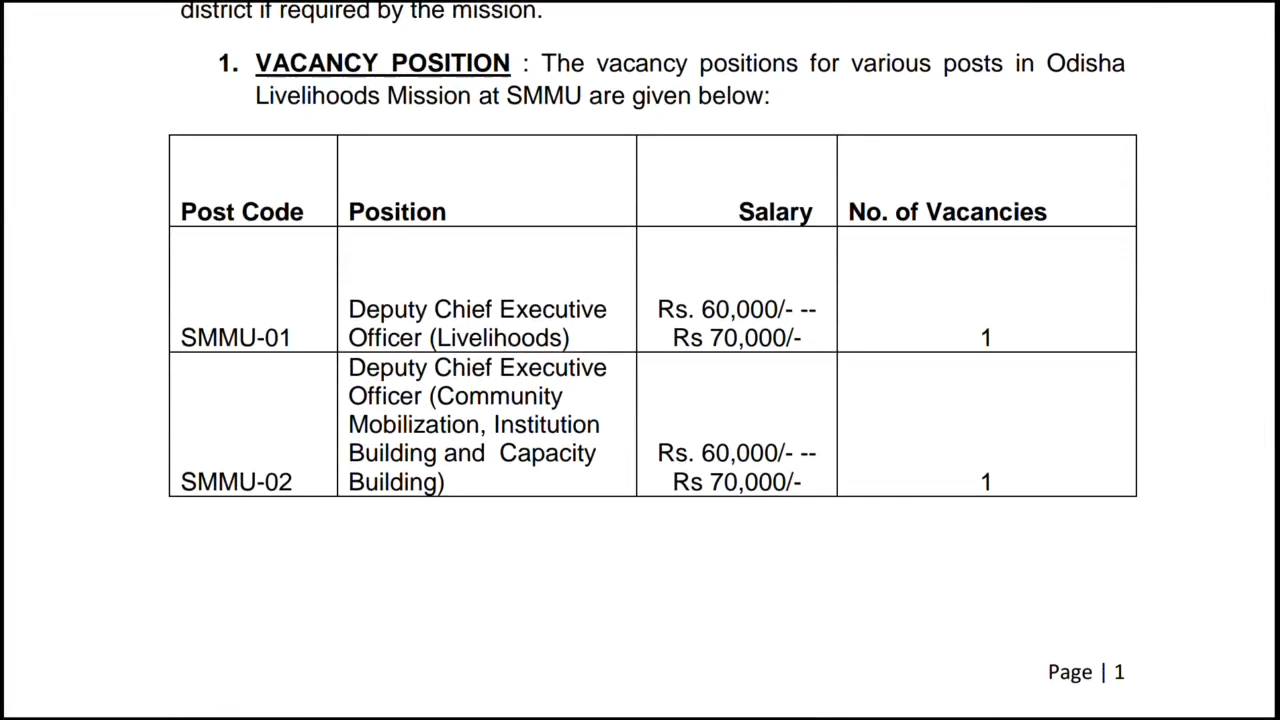 district if required by the mission.
1. VACANCY POSITION : The vacancy positions for various posts in Odisha
Livelihoods Mission at SMMU are given below:
Post Code Position Salary No. of Vacancies
Deputy Chief Executive Rs. 60,000/- --
SMMU-01 Officer (Livelihoods) Rs 70,000/- 1
Deputy Chief Executive
Officer (Community
Mobilization, Institution
Building and Capacity Rs. 60,000/- --
SMMU-02 Building) Rs 70,000/- 1
Page | 1